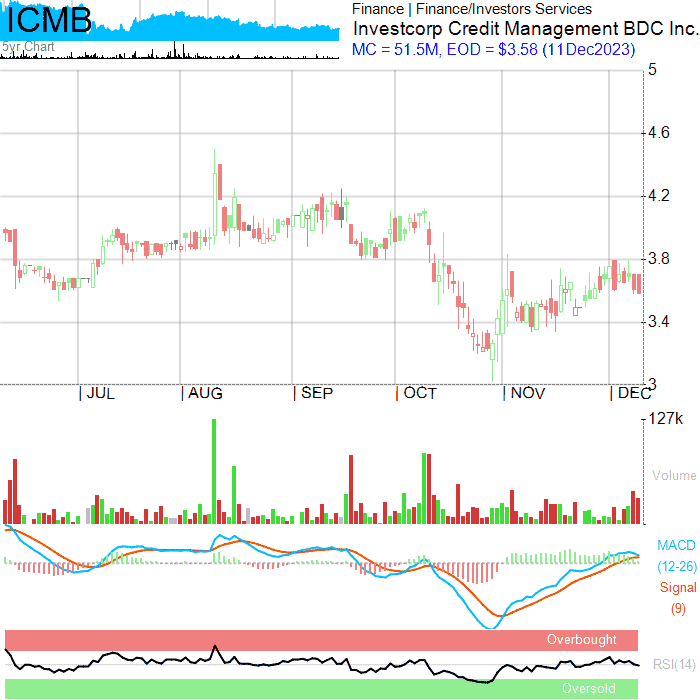 ICMB
5yr Chart
Finance | Finance/Investors Services
Investcorp Credit Management BDC Inc.
MC = 51.5M, EOD = $3.58 (11Dec2023)
5
4.6
4.2
3.8
3.4
3
| JUL | AUG | SEP | OCT | NOV | DEC
127k
Volume
MACD
(12-26)
Signal
(9)
Overbought
RSI(14)
Oversold